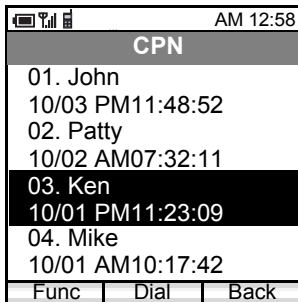 AM 12:58
CPN
01. John
10/03 PM11:48:52
02. Patty
10/02 AM07:32:11
03. Ken
10/01 PM11:23:09
04. Mike
10/01 AM10:17:42
Func Dial Back